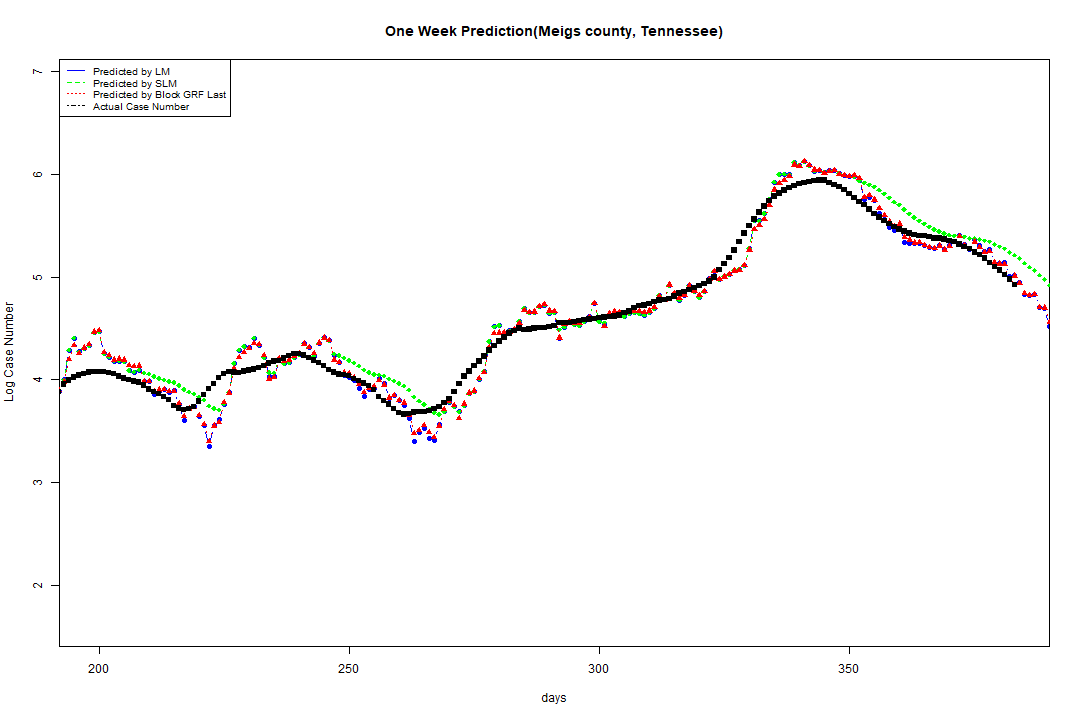 One Week Prediction(Meigs county, Tennessee)
Predicted by LM
Predicted by SLM
Predicted by Block GRF Last
Actual Case Number
7
6
5
4
3
2
Log Case Number
200
250
300
350
days